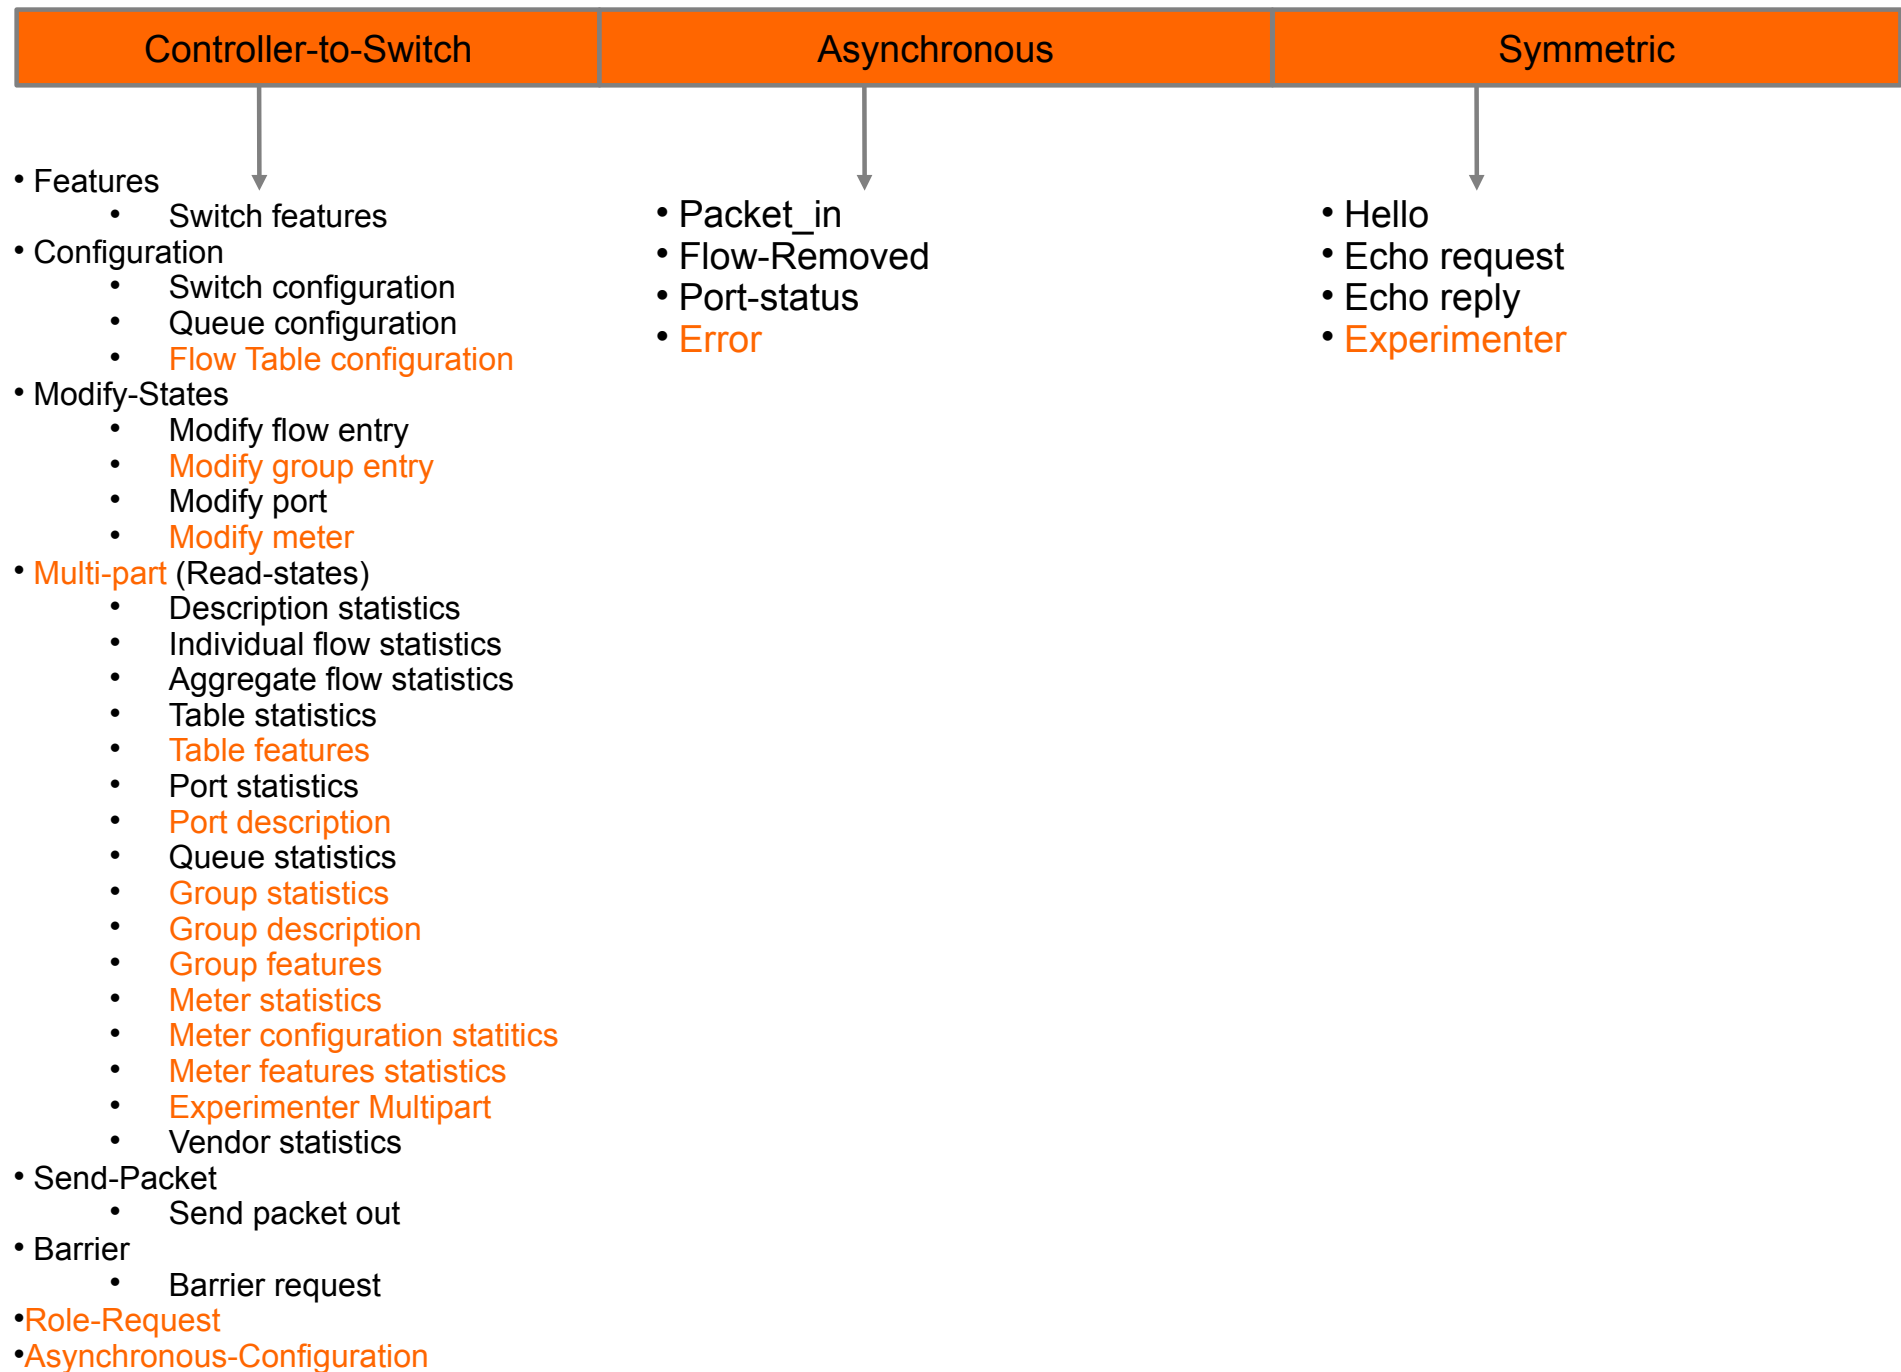 Controller-to-Switch
Asynchronous
Symmetric
• Features
• Switch features
• Configuration
• Switch configuration
• Queue configuration
• Flow Table configuration
• Modify-States
• Modify flow entry
• Modify group entry
• Modify port
• Modify meter
• Multi-part (Read-states)
• Description statistics
• Individual flow statistics
• Aggregate flow statistics
• Table statistics
• Table features
• Port statistics
• Port description
• Queue statistics
• Group statistics
• Group description
• Group features
• Meter statistics
• Meter configuration statitics
• Meter features statistics
• Experimenter Multipart
• Vendor statistics
• Send-Packet
• Send packet out
• Barrier
• Barrier request
•Role-Request
•Asynchronous-Configuration
• Packet_in
• Flow-Removed
• Port-status
• Error
• Hello
• Echo request
• Echo reply
• Experimenter